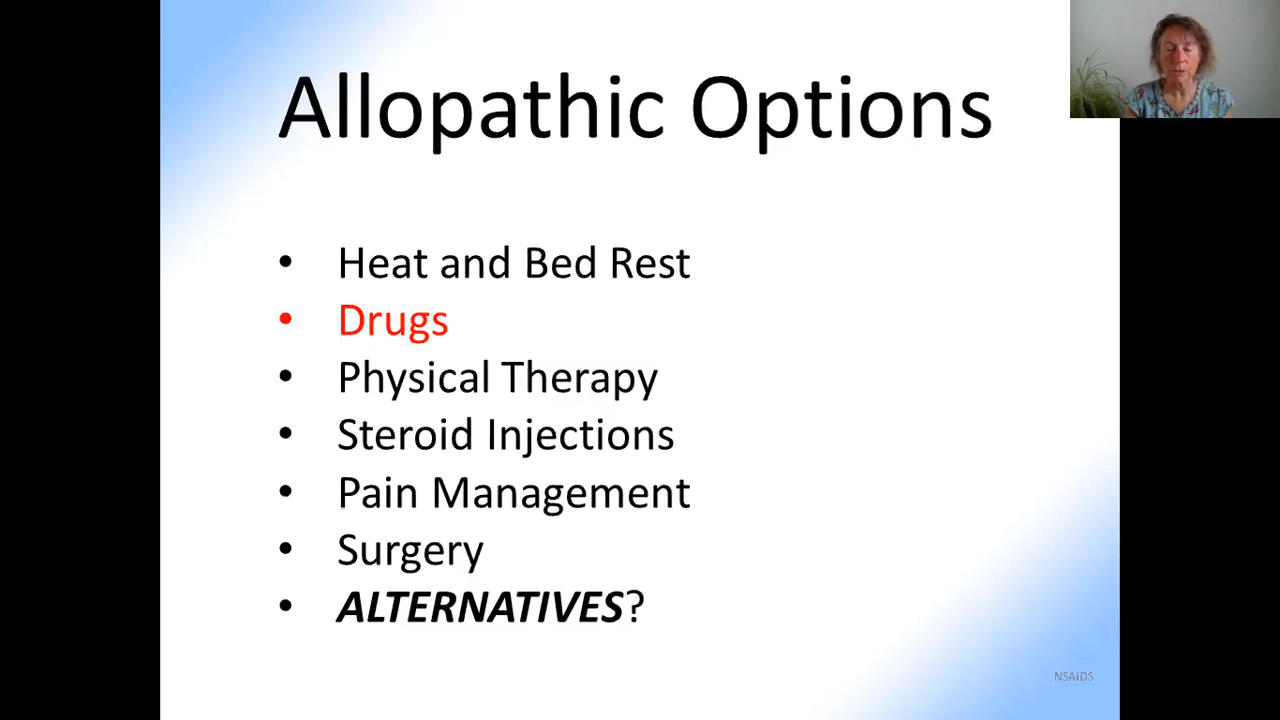 Allopathic Options
• Heat and Bed Rest
• Drugs
• Physical Therapy
• Steroid Injections
• Pain Management
• Surgery
• ALTERNATIVES?
NSAIDS